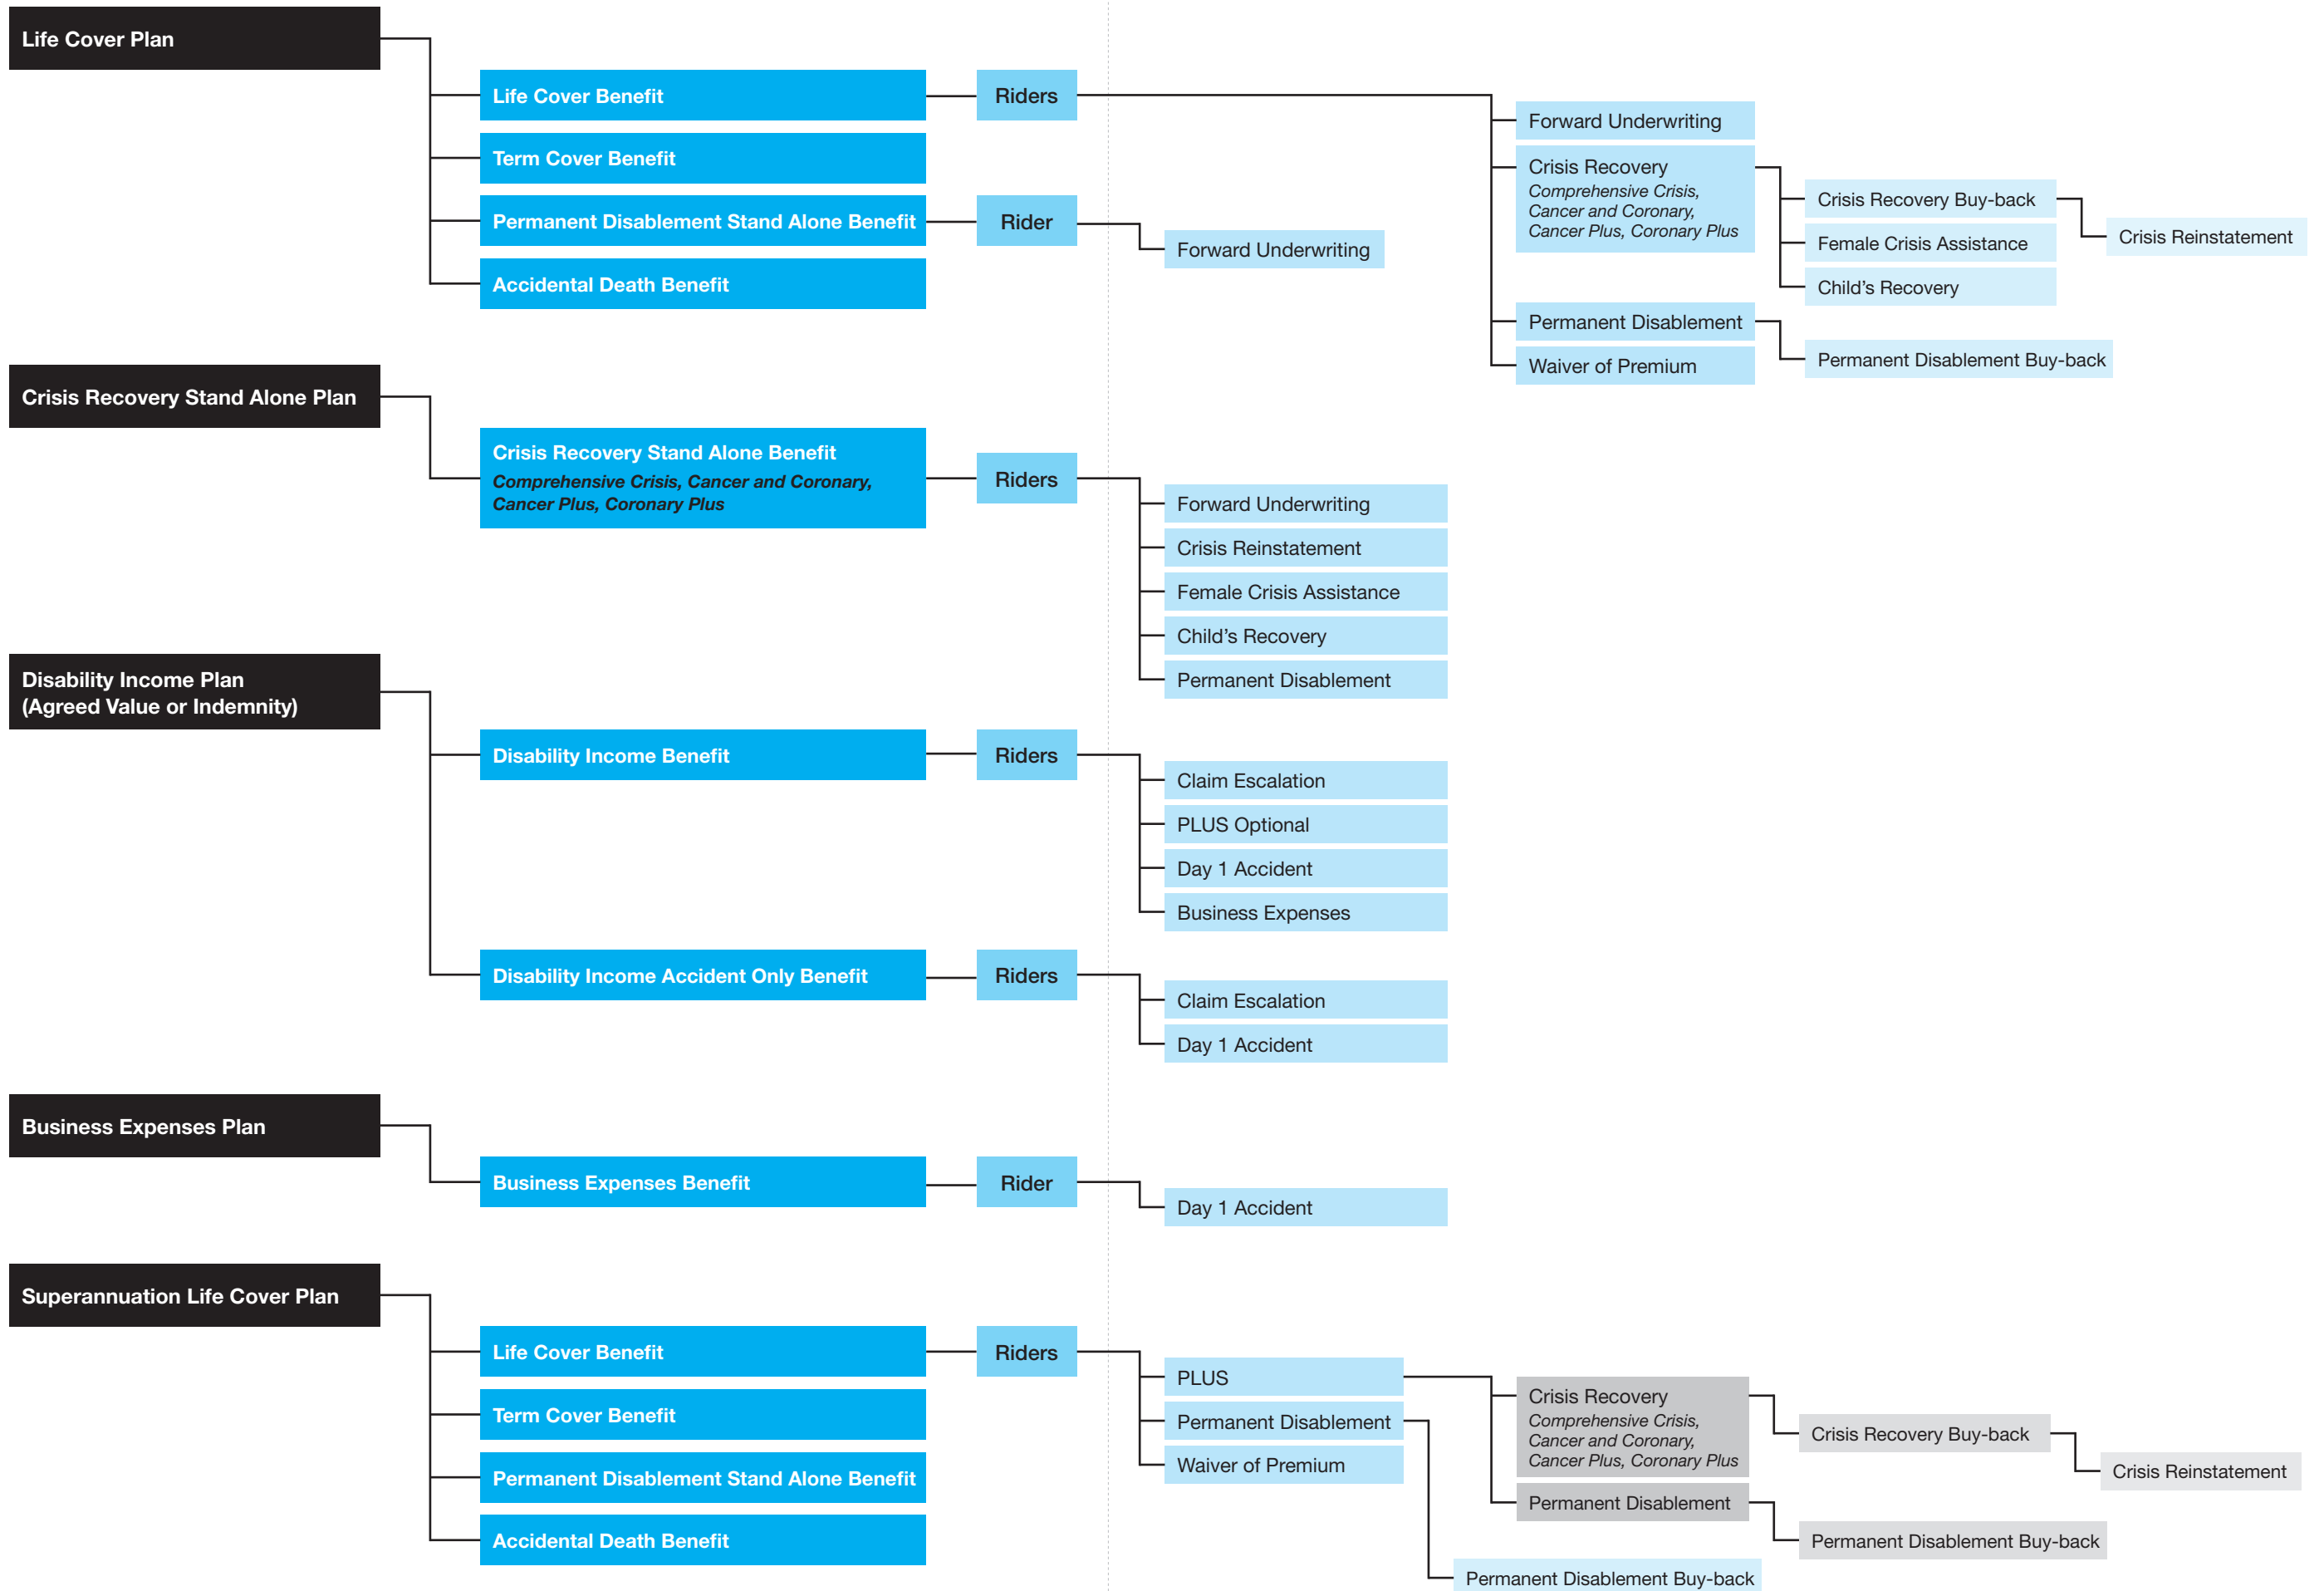 Life Cover Plan
Life Cover Benefit
Riders
Forward Underwriting
Crisis Recovery
Comprehensive Crisis,
Cancer and Coronary,
Cancer Plus, Coronary Plus
Crisis Recovery Buy-back
Crisis Reinstatement
Female Crisis Assistance
Child’s Recovery
Permanent Disablement
Permanent Disablement Buy-back
Waiver of Premium
Term Cover Benefit
Permanent Disablement Stand Alone Benefit
Rider
Forward Underwriting
Accidental Death Benefit
Crisis Recovery Stand Alone Plan
Crisis Recovery Stand Alone Benefit
Comprehensive Crisis, Cancer and Coronary,
Cancer Plus, Coronary Plus
Riders
Forward Underwriting
Crisis Reinstatement
Female Crisis Assistance
Child’s Recovery
Permanent Disablement
Disability Income Plan
(Agreed Value or Indemnity)
Disability Income Benefit
Riders
Claim Escalation
PLUS Optional
Day 1 Accident
Business Expenses
Disability Income Accident Only Benefit
Riders
Claim Escalation
Day 1 Accident
Business Expenses Plan
Business Expenses Benefit
Rider
Day 1 Accident
Superannuation Life Cover Plan
Life Cover Benefit
Riders
PLUS
Crisis Recovery
Comprehensive Crisis,
Cancer and Coronary,
Cancer Plus, Coronary Plus
Crisis Recovery Buy-back
Crisis Reinstatement
Permanent Disablement
Permanent Disablement Buy-back
Permanent Disablement
Permanent Disablement Buy-back
Waiver of Premium
Term Cover Benefit
Permanent Disablement Stand Alone Benefit
Accidental Death Benefit